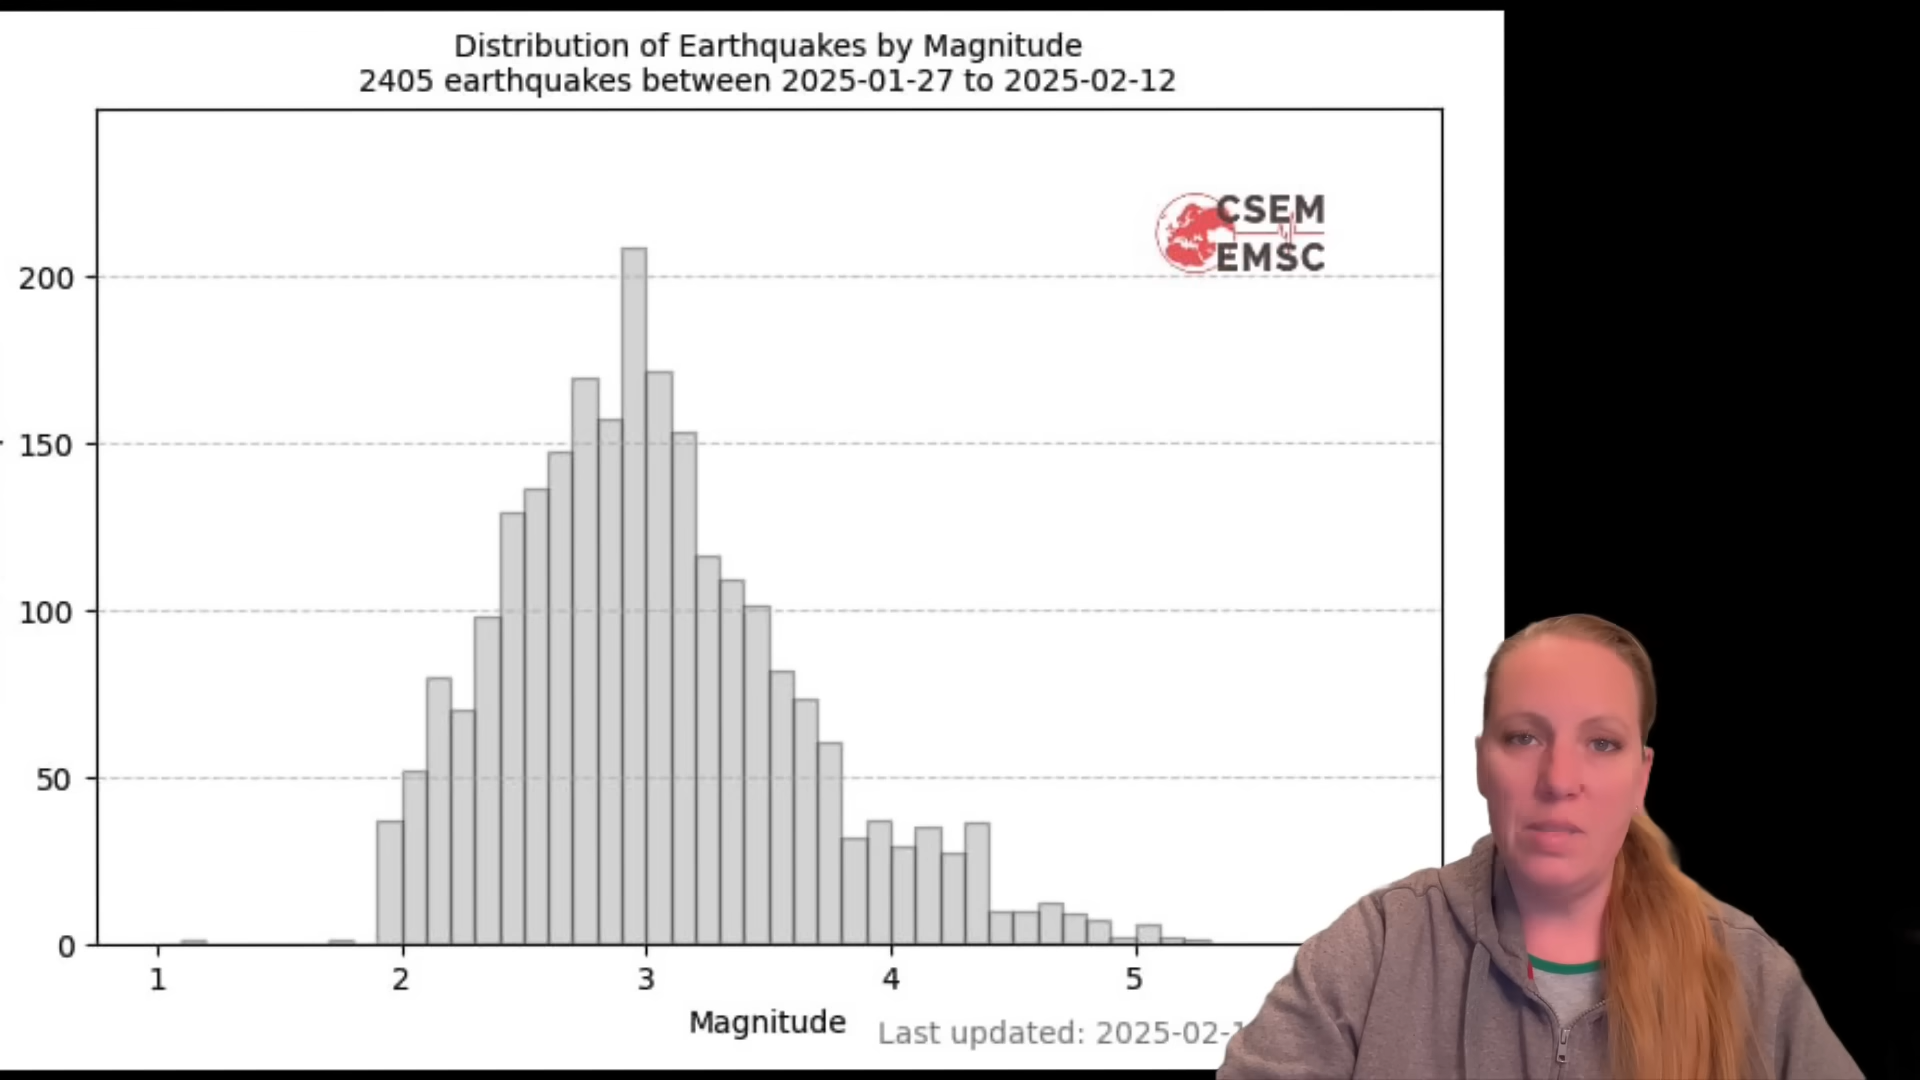 Distribution of Earthquakes by Magnitude
2405 earthquakes between 2025-01-27 to 2025-02-12
CSEM
EMSC
200
150
100
50
0
1 2 3 4 5
Magnitude
Last updated: 2025-02-